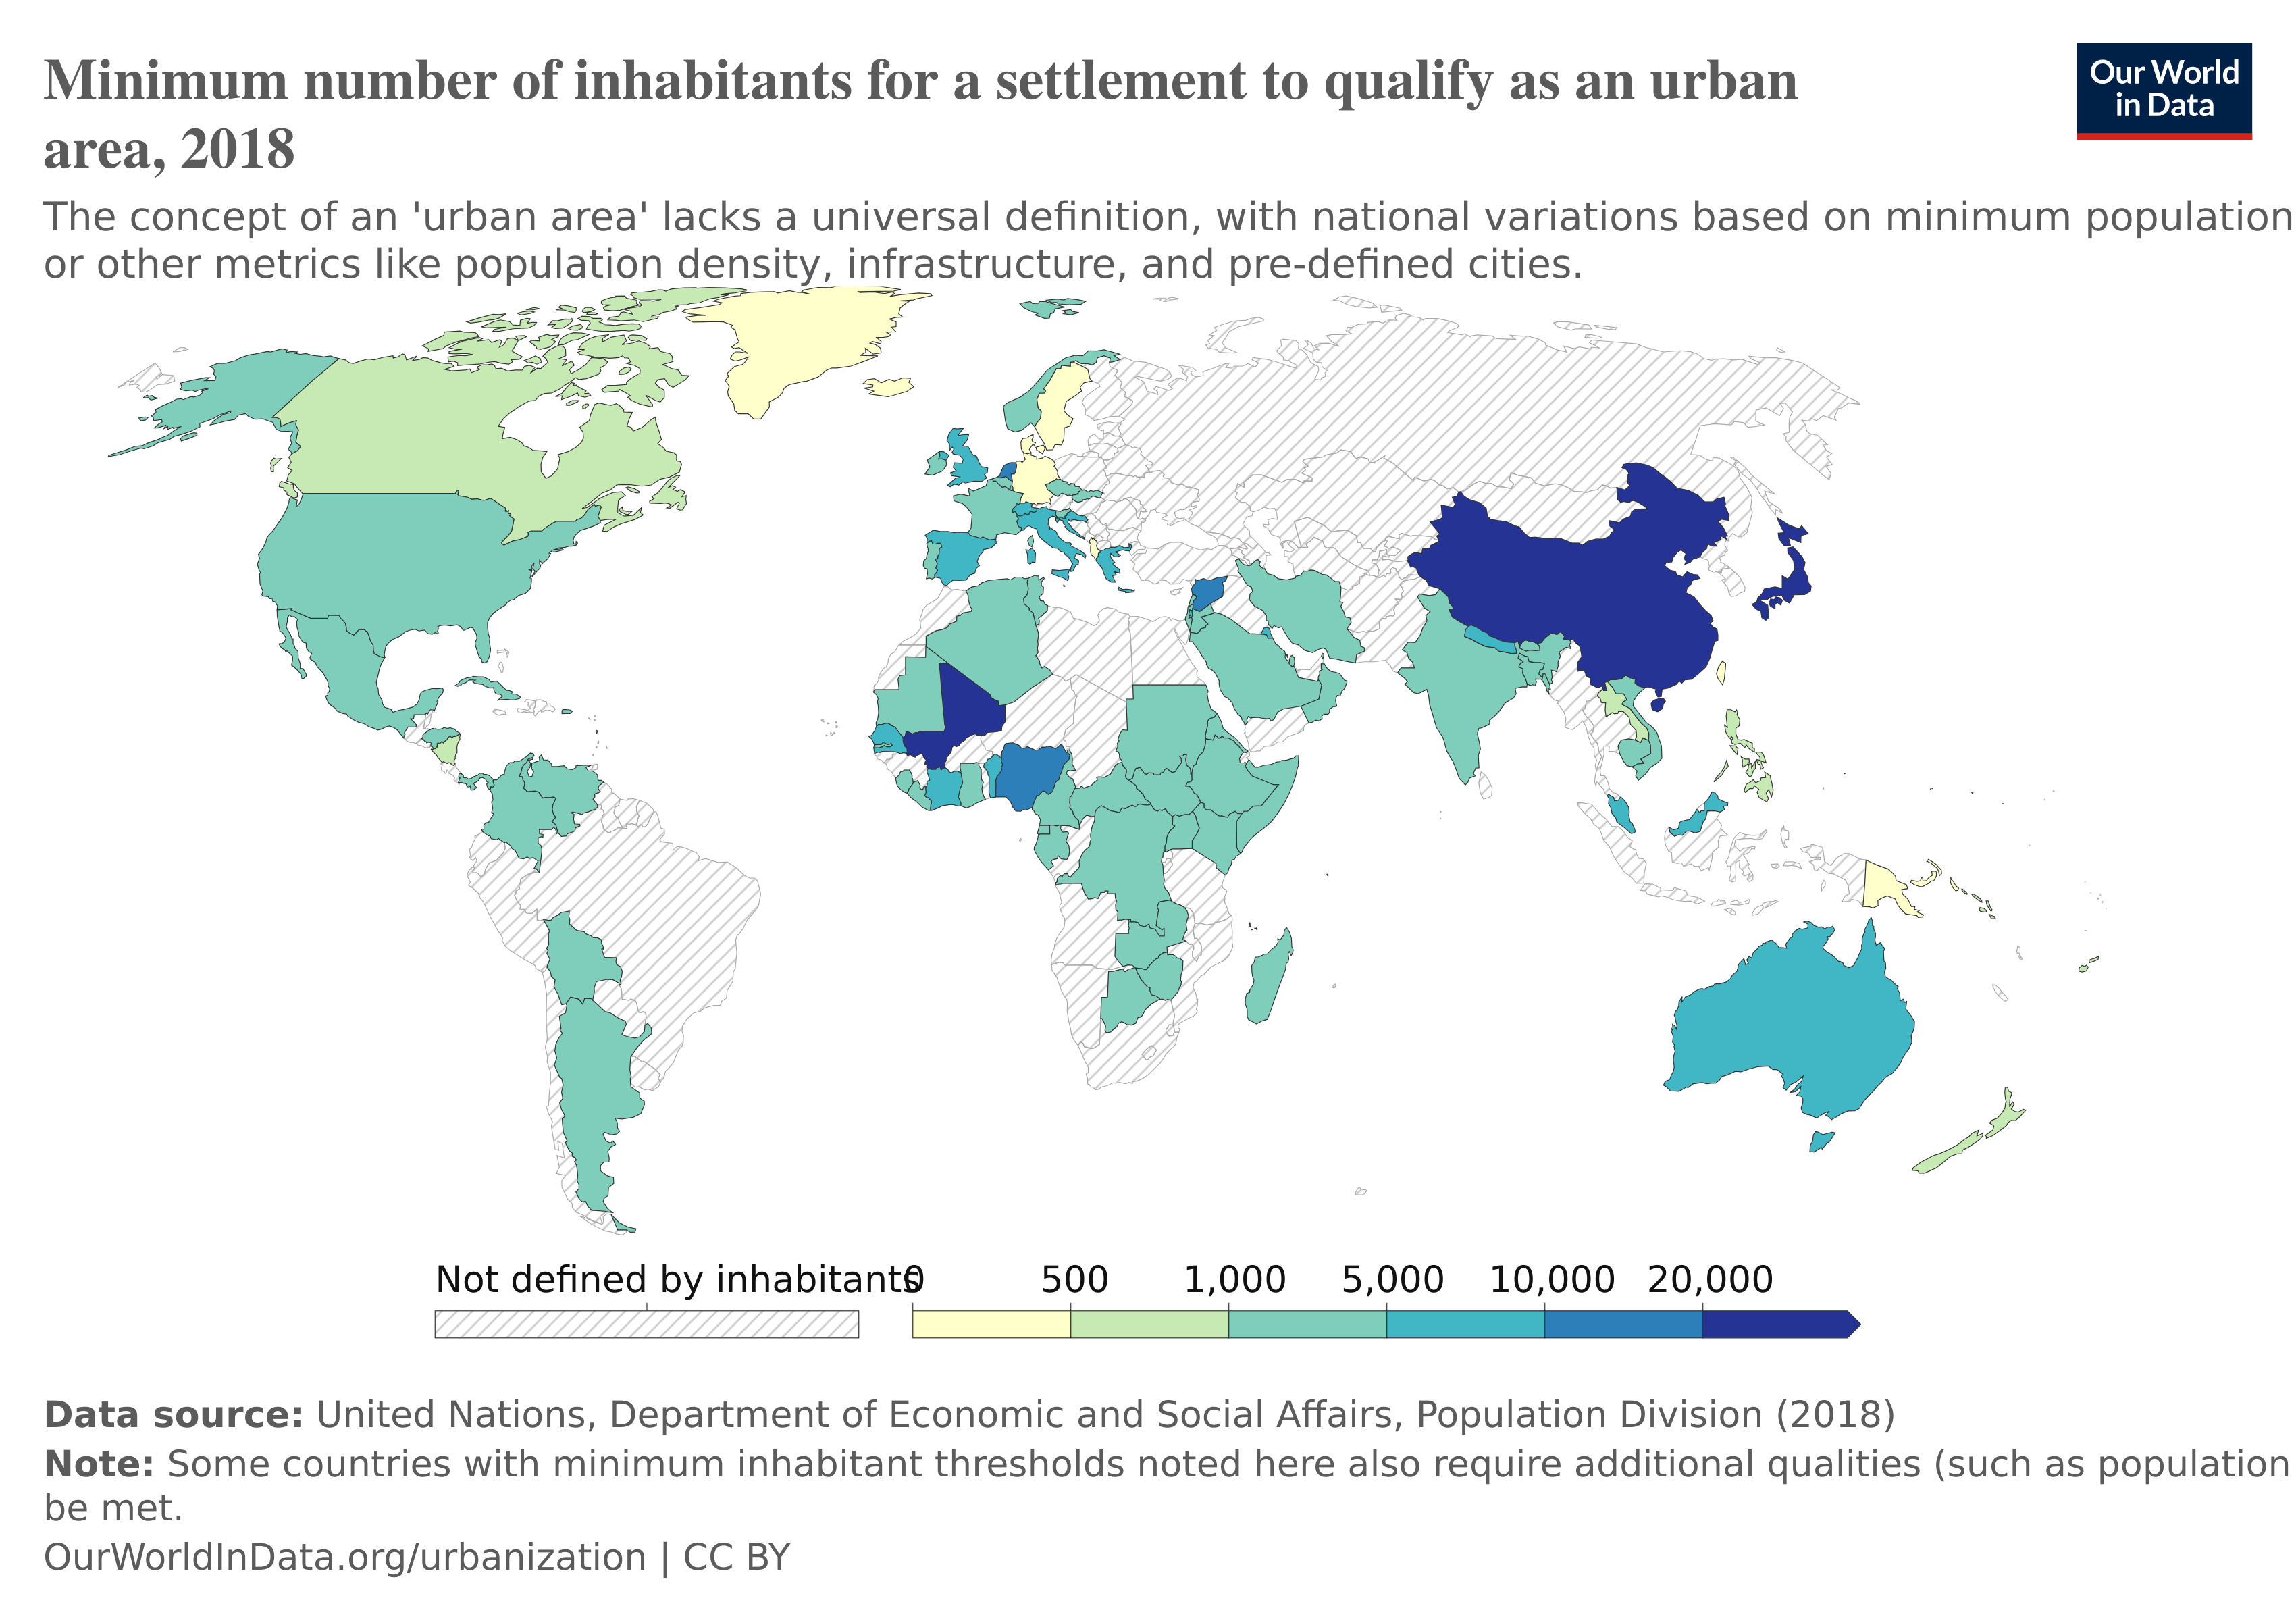 Minimum number of inhabitants for a settlement to qualify as an urban
area, 2018
Our World
in Data
The concept of an 'urban area' lacks a universal definition, with national variations based on minimum population
or other metrics like population density, infrastructure, and pre-defined cities.
Not defined by inhabitants 0 500 1,000 5,000 10,000 20,000
Data source: United Nations, Department of Economic and Social Affairs, Population Division (2018)
Note: Some countries with minimum inhabitant thresholds noted here also require additional qualities (such as population
be met.
OurWorldInData.org/urbanization | CC BY